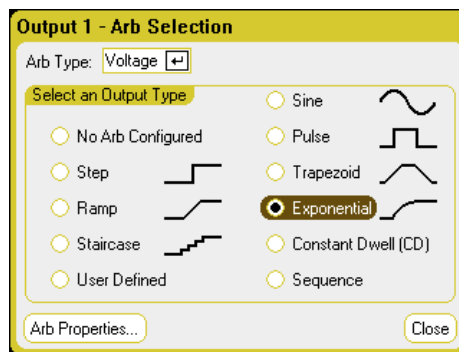 Output 1 - Arb Selection
Arb Type: Voltage
Select an Output Type
No Arb Configured
Step
Ramp
Staircase
User Defined
Sine
Pulse
Trapezoid
Exponential
Constant Dwell (CD)
Sequence
Arb Properties...
Close